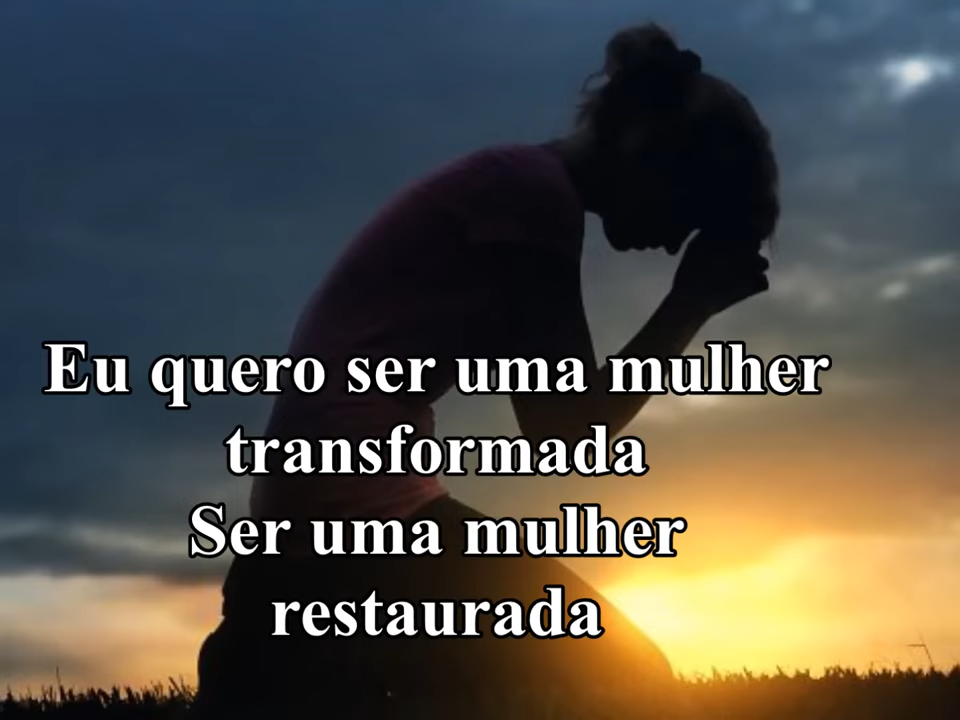 Eu quero ser uma mulher
transformada
Ser uma mulher
restaurada